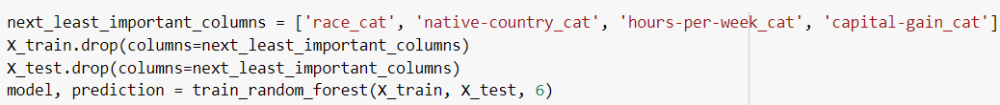 next_least_important_columns = ['race_cat', 'native-country_cat', 'hours-per-week_cat', 'capital-gain_cat']
X_train.drop(columns=next_least_important_columns)
X_test.drop(columns=next_least_important_columns)
model, prediction = train_random_forest(X_train, X_test, 6)